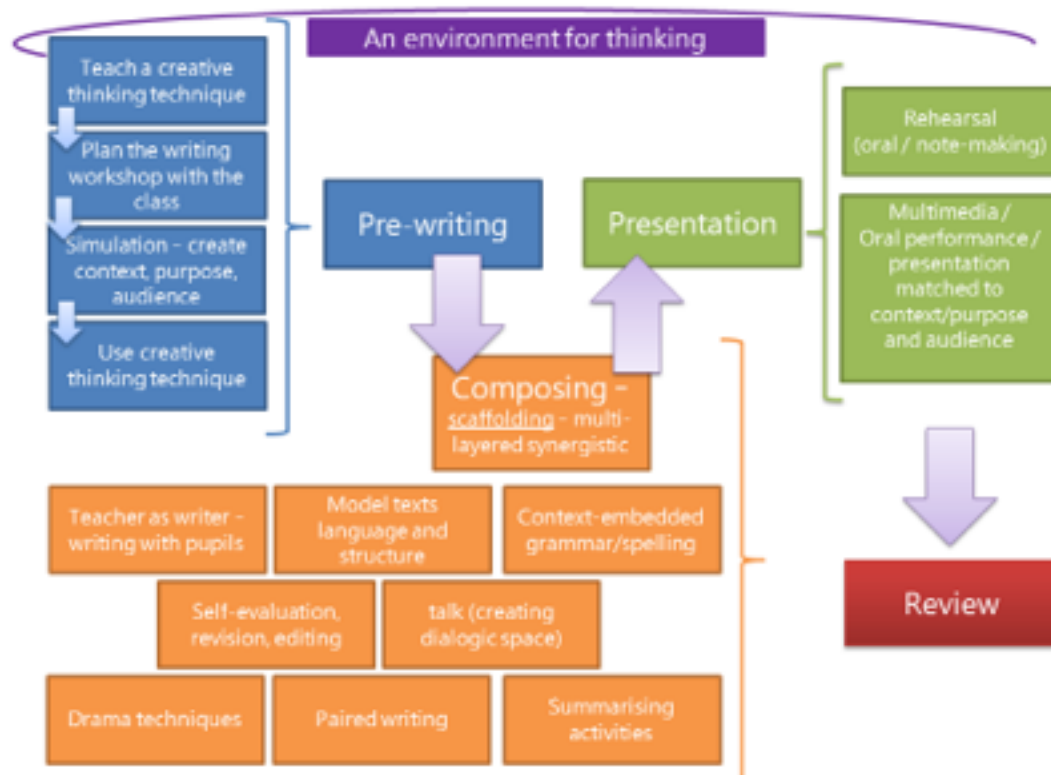 An environment for thinking
Teach a creative
thinking technique
Plan the writing
workshop with the
class
Simulation – create
context, purpose,
audience
Use creative
thinking technique
Pre-writing
Presentation
Rehearsal
(oral / note-making)
Multimedia /
Oral performance /
presentation
matched to
context/purpose
and audience
Composing –
scaffolding – multi-
layered synergistic
Teacher as writer –
writing with pupils
Model texts
language and
structure
Context-embedded
grammar/spelling
Self-evaluation,
revision, editing
talk (creating
dialogic space)
Drama techniques
Paired writing
Summarising
activities
Review